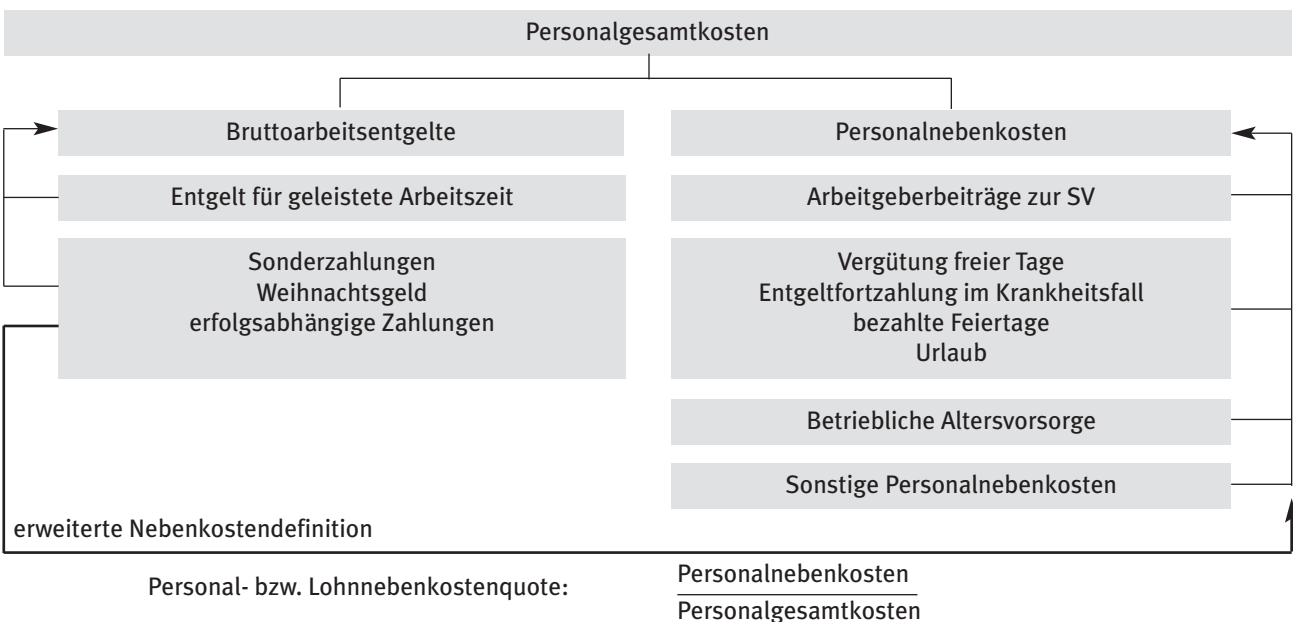 Personalgesamtkosten
Bruttoarbeitsentgelte
Entgelt für geleistete Arbeitszeit
Sonderzahlungen
Weihnachtsgeld
erfolgsabhängige Zahlungen
Personalnebenkosten
Arbeitgeberbeiträge zur SV
Vergütung freier Tage
Entgeltfortzahlung im Krankheitsfall
bezahlte Feiertage
Urlaub
Betriebliche Altersvorsorge
Sonstige Personalnebenkosten
erweiterte Nebenkostendefinition
Personal- bzw. Lohnnebenkostenquote:
Personalnebenkosten
Personalgesamtkosten